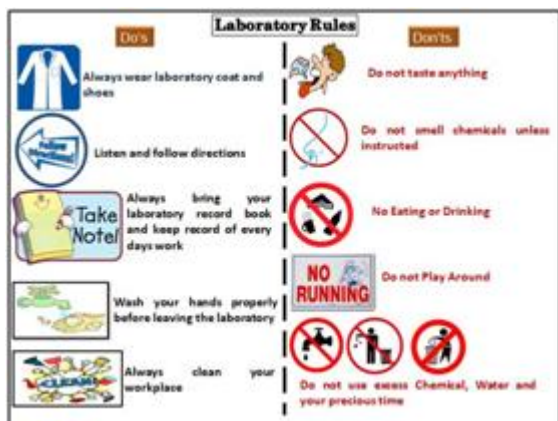 Laboratory Rules
Do's
Always wear laboratory coat and
shoes
Follow
Directions!
Listen and follow directions
Take
Note!
Always bring your
laboratory record book
and keep record of every
days work
Wash your hands properly
before leaving the laboratory
CLEAN!
Always clean your
workplace
Don'ts
Do not taste anything
Do not smell chemicals unless
instructed
No Eating or Drinking
NO
RUNNING
Do not Play Around
Do not use excess Chemical, Water and
your precious time